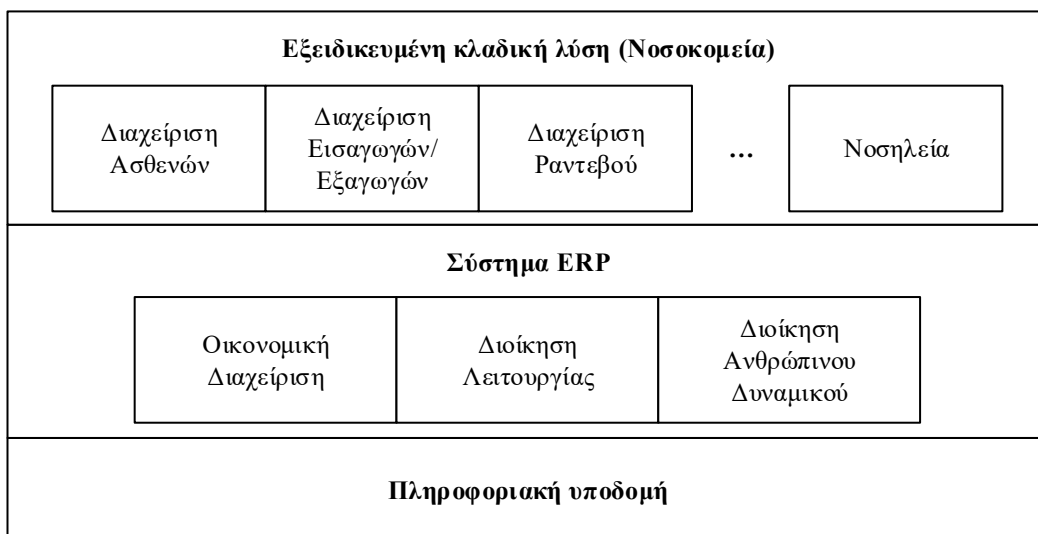 Εξειδικευμένη κλαδική λύση (Νοσοκομεία)
Διαχείριση
Ασθενών
Διαχείριση
Εισαγωγών/
Εξαγωγών
Διαχείριση
Ραντεβού
...
Νοσηλεία
Σύστημα ERP
Οικονομική
Διαχείριση
Διοίκηση
Λειτουργίας
Διοίκηση
Ανθρώπινου
Δυναμικού
Πληροφοριακή υποδομή